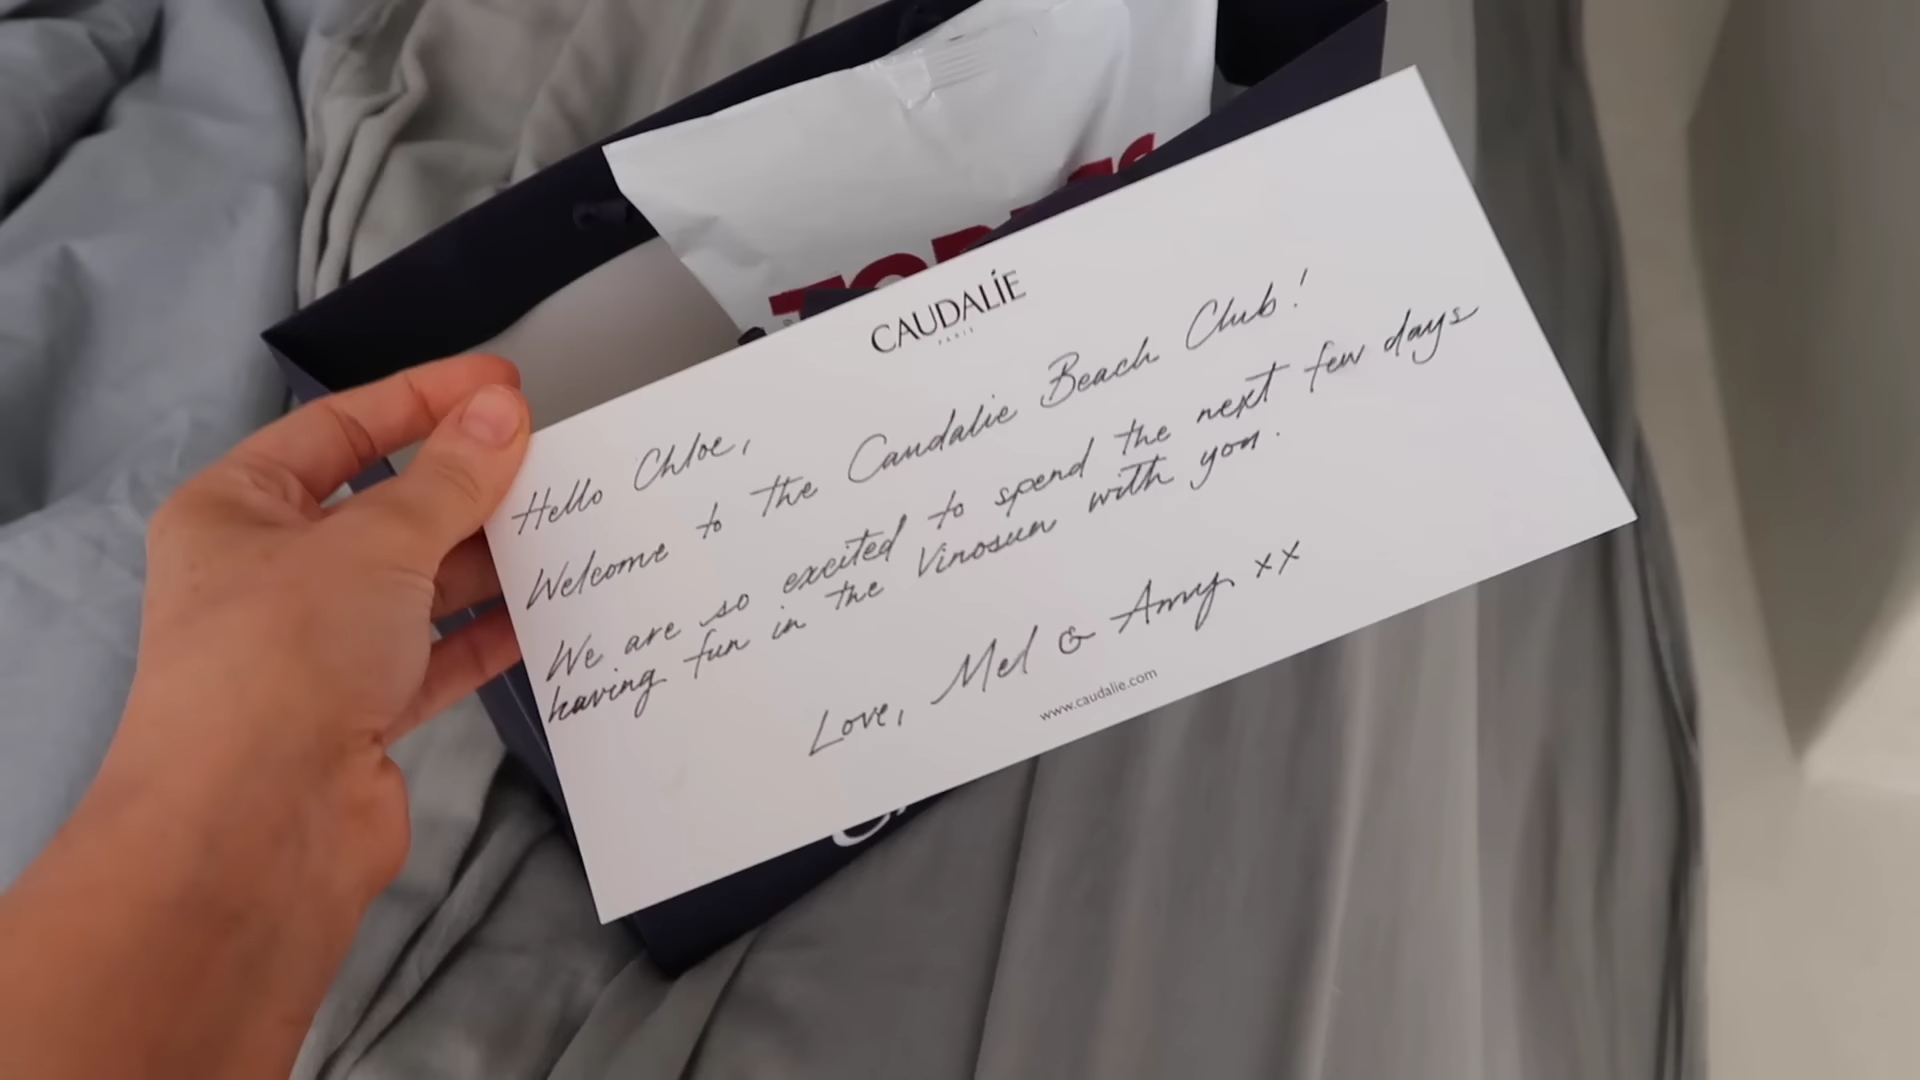 CAUDALÍE
PARIS
Hello Chloe,
Welcome to the Caudalie Beach Club!
We are so excited to spend the next few days
having fun in the Vinosun with you.
Love, Mel & Amy xx
www.caudalie.com